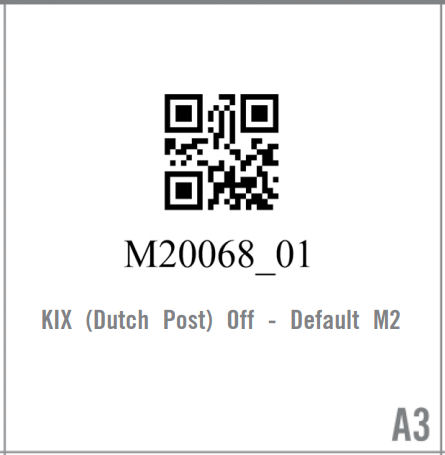 M20068_01
KIX (Dutch Post) Off - Default M2
A3